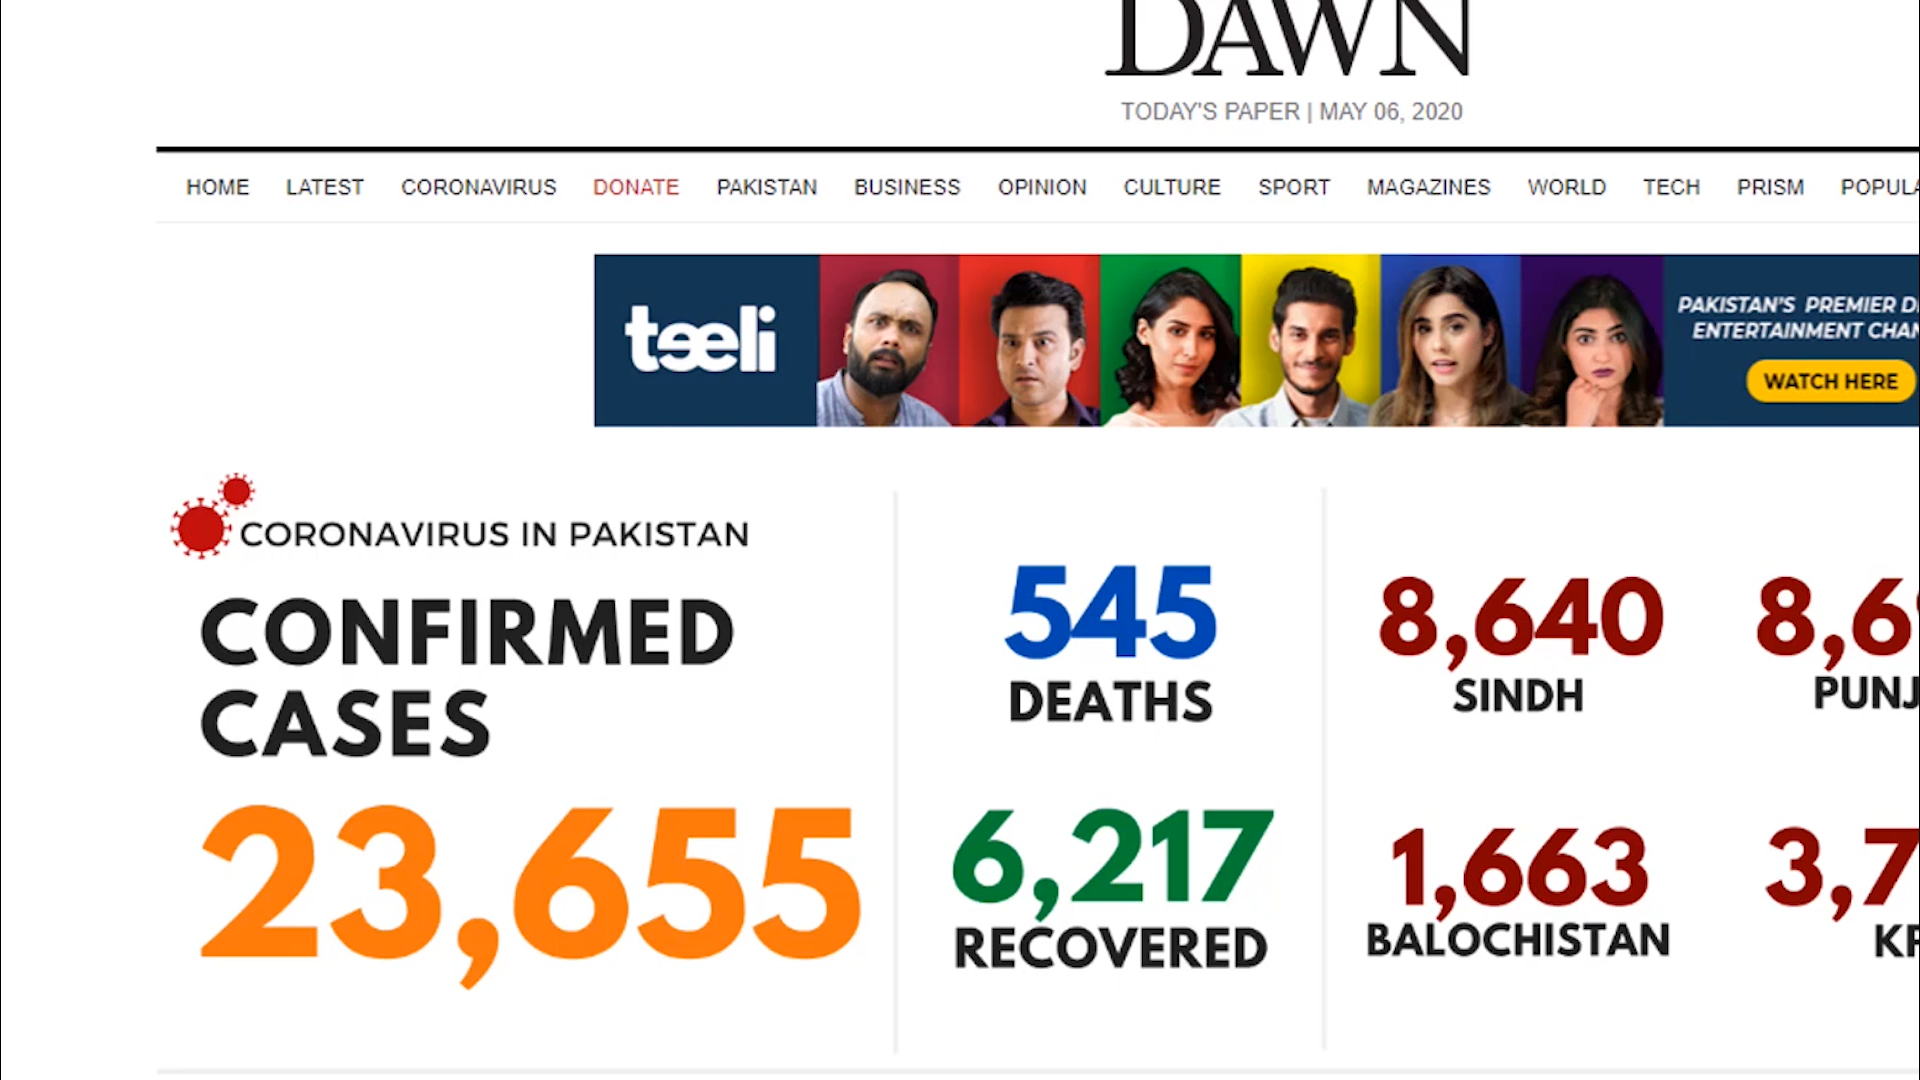 DAWN
TODAY'S PAPER | MAY 06, 2020
HOME LATEST CORONAVIRUS DONATE PAKISTAN BUSINESS OPINION CULTURE SPORT MAGAZINES WORLD TECH PRISM
teeli
PAKISTAN'S PREMIER
ENTERTAINMENT
WATCH HERE
CORONAVIRUS IN PAKISTAN
CONFIRMED
CASES
23,655
545
DEATHS
6,217
RECOVERED
8,640
SINDH
1,663
BALOCHISTAN